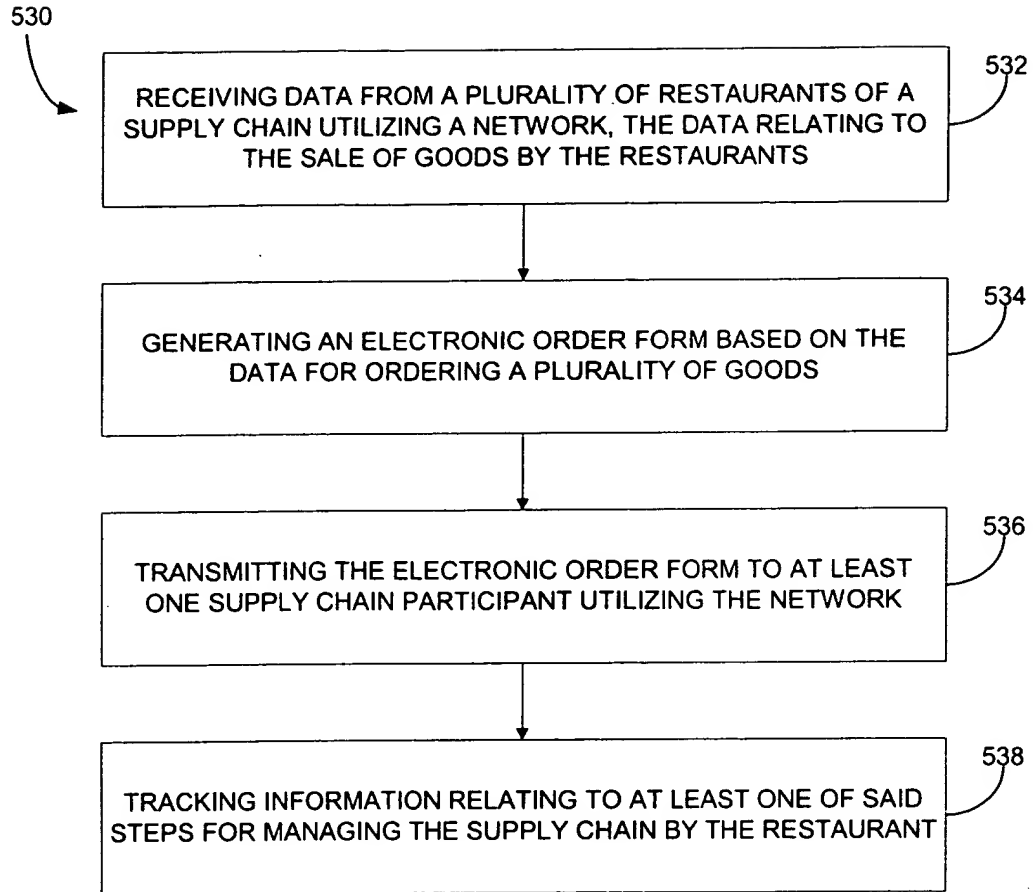 530
532
RECEIVING DATA FROM A PLURALITY OF RESTAURANTS OF A
SUPPLY CHAIN UTILIZING A NETWORK, THE DATA RELATING TO
THE SALE OF GOODS BY THE RESTAURANTS
534
GENERATING AN ELECTRONIC ORDER FORM BASED ON THE
DATA FOR ORDERING A PLURALITY OF GOODS
536
TRANSMITTING THE ELECTRONIC ORDER FORM TO AT LEAST
ONE SUPPLY CHAIN PARTICIPANT UTILIZING THE NETWORK
538
TRACKING INFORMATION RELATING TO AT LEAST ONE OF SAID
STEPS FOR MANAGING THE SUPPLY CHAIN BY THE RESTAURANT